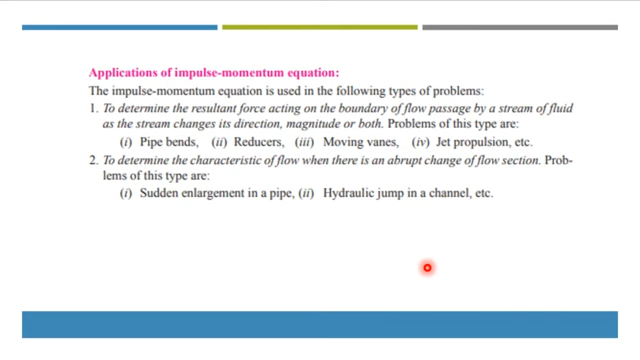 Applications of impulse–momentum equation:
The impulse-momentum equation is used in the following types of problems:
1. To determine the resultant force acting on the boundary of flow passage by a stream of fluid
as the stream changes its direction, magnitude or both. Problems of this type are:
(i) Pipe bends, (ii) Reducers, (iii) Moving vanes, (iv) Jet propulsion, etc.
2. To determine the characteristic of flow when there is an abrupt change of flow section. Prob-
lems of this type are:
(i) Sudden enlargement in a pipe, (ii) Hydraulic jump in a channel, etc.